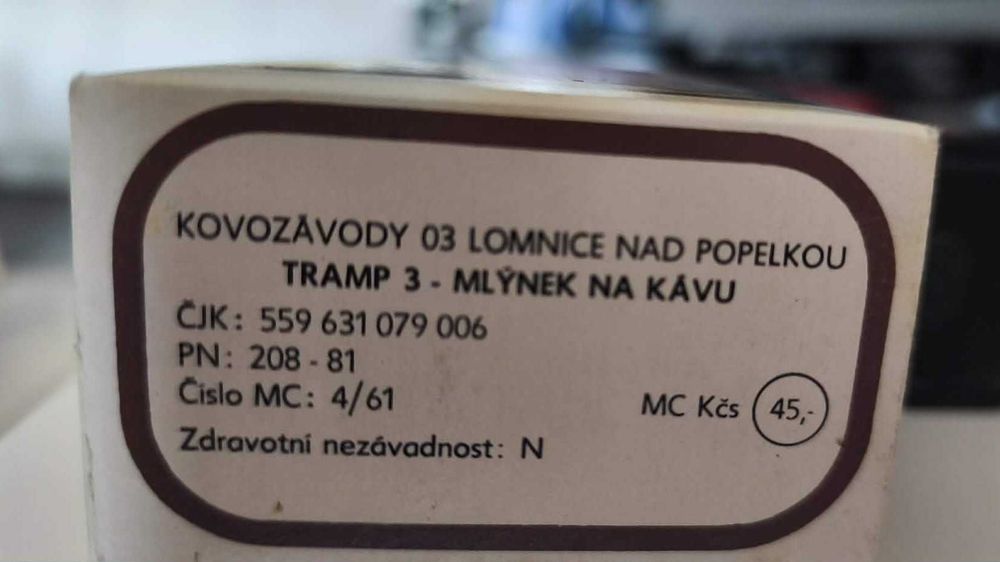 KOVOZÁVODY 03 LOMNICE NAD POPELKOU
TRAMP 3 - MLÝNEK NA KÁVU
ČJK: 559 631 079 006
PN: 208 - 81
Číslo MC: 4/61
MC Kčs 45,-
Zdravotní nezávadnost: N